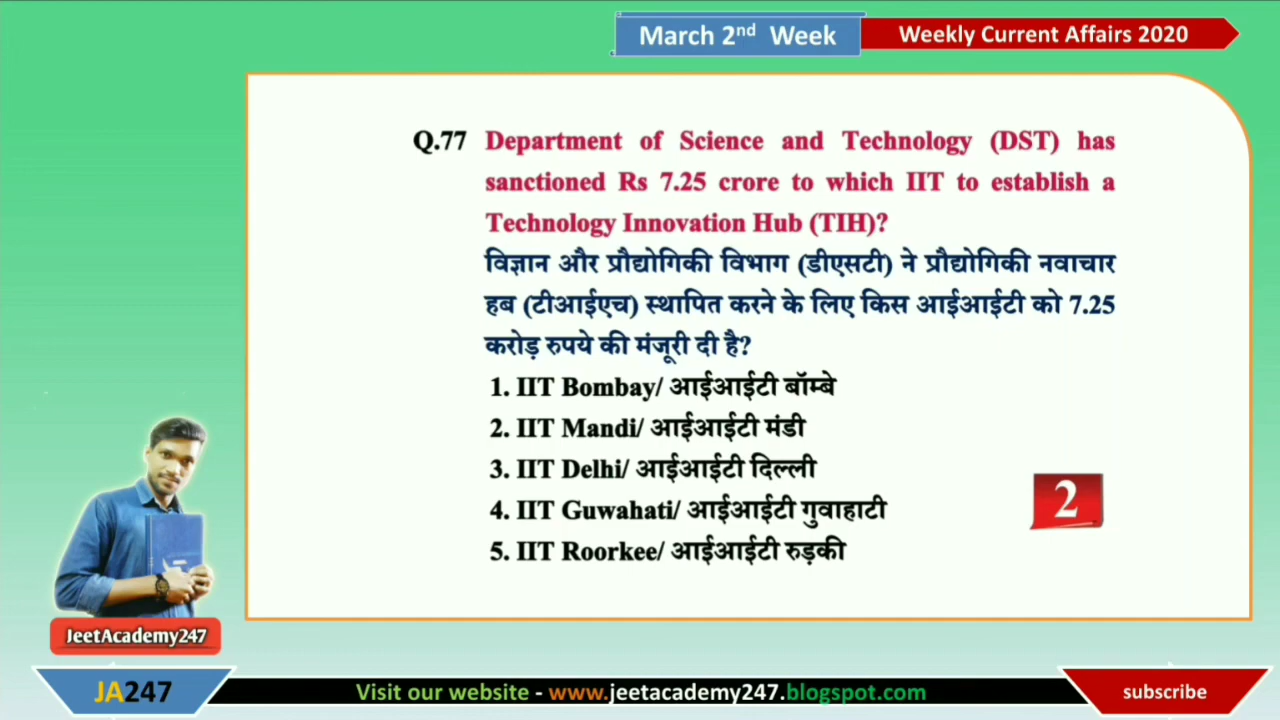 March 2nd Week
Weekly Current Affairs 2020
Q.77 Department of Science and Technology (DST) has
sanctioned Rs 7.25 crore to which IIT to establish a
Technology Innovation Hub (TIH)?
विज्ञान और प्रौद्योगिकी विभाग (डीएसटी) ने प्रौद्योगिकी नवाचार
हब (टीआईएच) स्थापित करने के लिए किस आईआईटी को 7.25
करोड़ रुपये की मंजूरी दी है?
1. IIT Bombay/ आईआईटी बॉम्बे
2. IIT Mandi/ आईआईटी मंडी
3. IIT Delhi/ आईआईटी दिल्ली
4. IIT Guwahati/ आईआईटी गुवाहाटी
5. IIT Roorkee/ आईआईटी रुड़की
2
JeetAcademy247
JA247
Visit our website - www.jeetacademy247.blogspot.com
subscribe